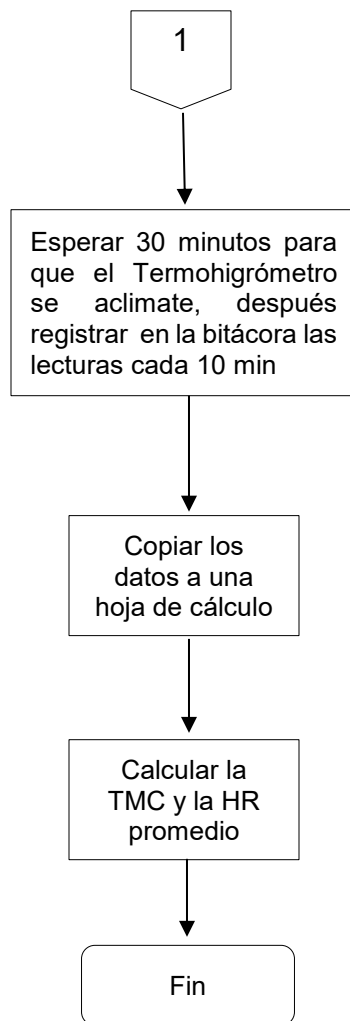 1
Esperar 30 minutos para
que el Termohigrómetro
se aclimate, después
registrar en la bitácora las
lecturas cada 10 min
Copiar los
datos a una
hoja de cálculo
Calcular la
TMC y la HR
promedio
Fin